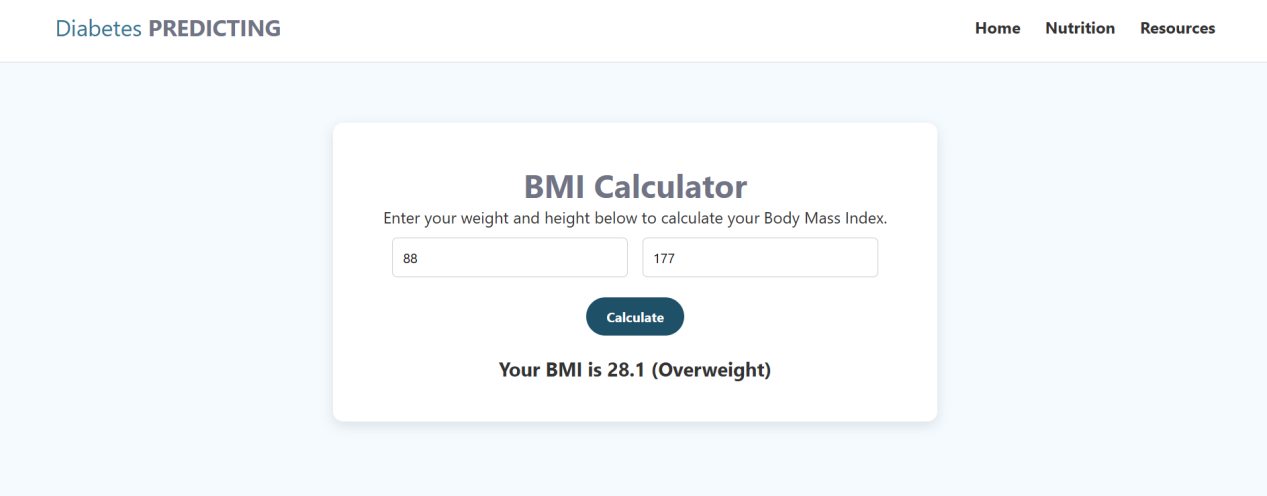 Diabetes PREDICTING
Home Nutrition Resources
BMI Calculator
Enter your weight and height below to calculate your Body Mass Index.
88 177
Calculate
Your BMI is 28.1 (Overweight)